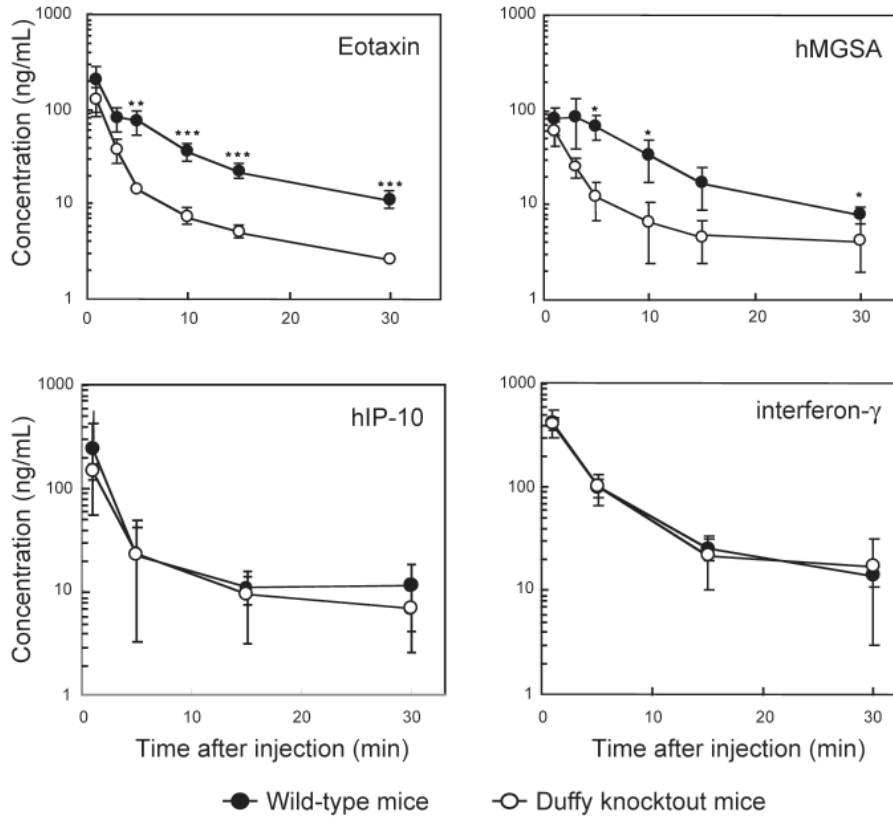 Eotaxin
Concentration (ng/mL)
1000
100
10
1
** *** *** ***
0 10 20 30
hMGSA
1000
100
10
1
* * *
0 10 20 30
hIP-10
Concentration (ng/mL)
1000
100
10
1
0 10 20 30
Time after injection (min)
interferon-γ
1000
100
10
1
0 10 20 30
Time after injection (min)
Wild-type mice Duffy knocktout mice